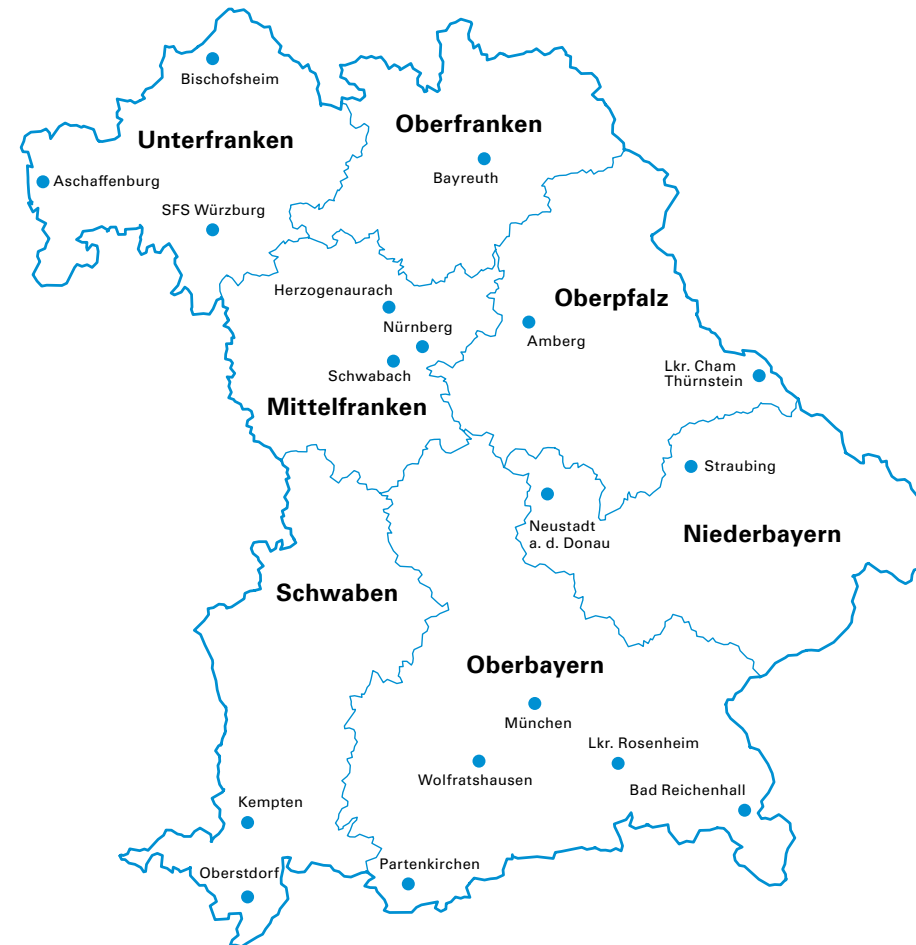 Bischofsheim
Oberfranken
Unterfranken
Bayreuth
Aschaffenburg
SFS Würzburg
Herzogenaurach
Oberpfalz
Nürnberg
Amberg
Schwabach
Lkr. Cham
Thürnstein
Mittelfranken
Straubing
Neustadt
a. d. Donau
Niederbayern
Schwaben
Oberbayern
München
Lkr. Rosenheim
Wolfratshausen
Bad Reichenhall
Kempten
Partenkirchen
Oberstdorf